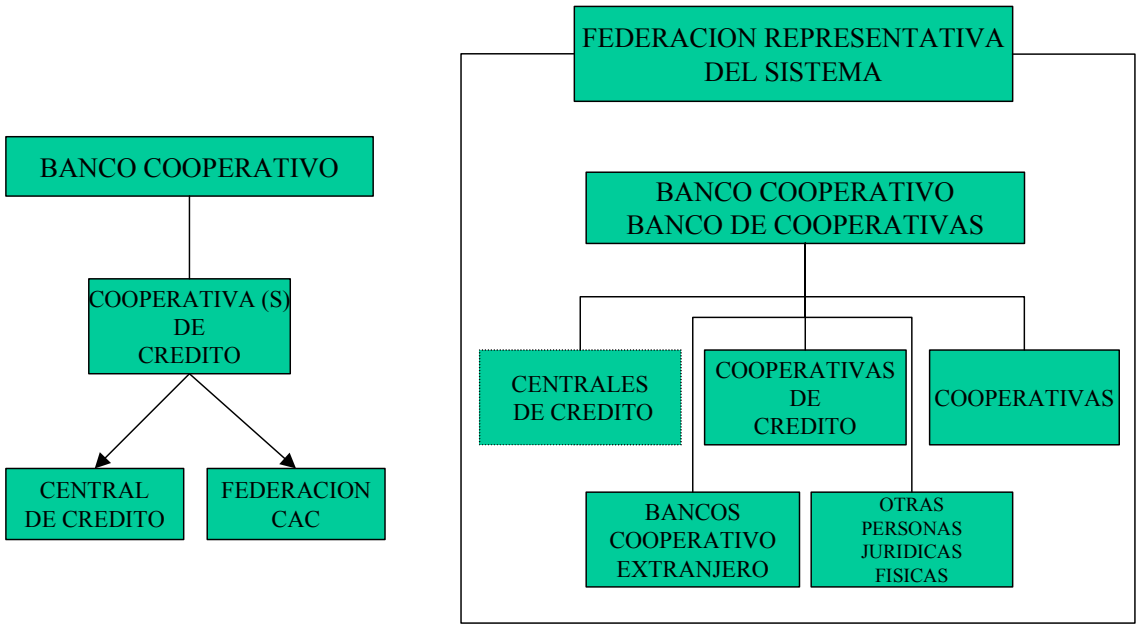 BANCO COOPERATIVO
COOPERATIVA (S)
DE
CREDITO
CENTRAL
DE CREDITO
FEDERACION
CAC
FEDERACION REPRESENTATIVA
DEL SISTEMA
BANCO COOPERATIVO
BANCO DE COOPERATIVAS
CENTRALES
DE CREDITO
COOPERATIVAS
DE
CREDITO
COOPERATIVAS
BANCOS
COOPERATIVO
EXTRANJERO
OTRAS
PERSONAS
JURIDICAS
FISICAS